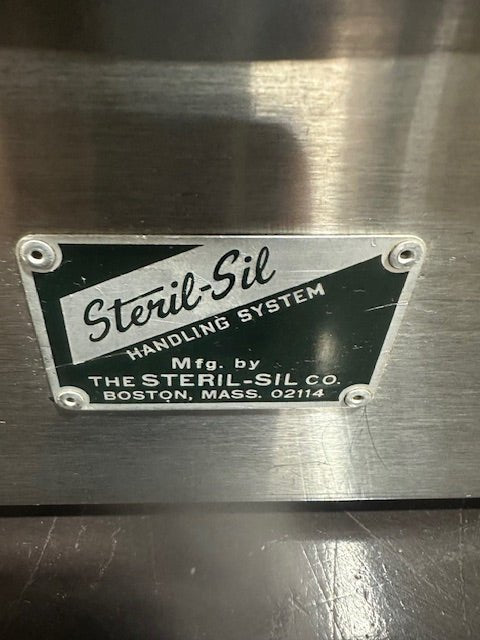 Steril-Sil
HANDLING SYSTEM
Mfg. by
THE STERIL-SIL CO.
BOSTON, MASS. 02114